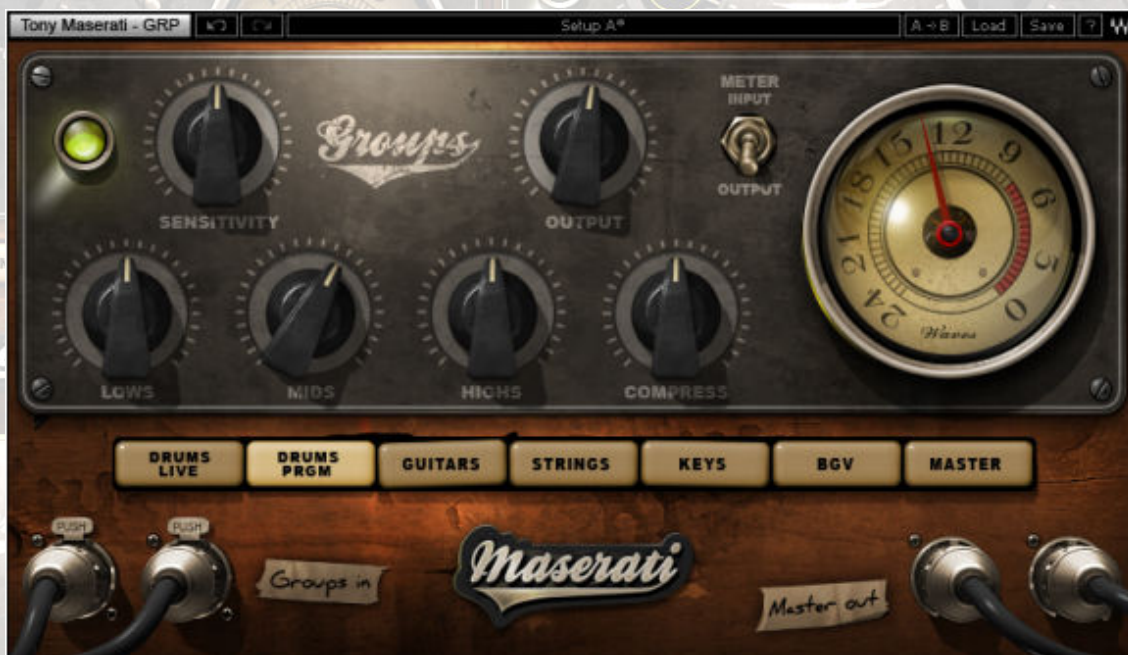 Tony Maserati - GRP
Setup A*
A->B
Load
Save
?
METER
INPUT
Groups
15 12 9
18 6
SENSITIVITY
OUTPUT
OUTPUT
21 5
24 0
Waves
LOWS
MIDS
HIGHS
COMPRESS
DRUMS
LIVE
DRUMS
PRGM
GUITARS
STRINGS
KEYS
BGV
MASTER
PUSH
PUSH
Maserati
Groups in
Master out